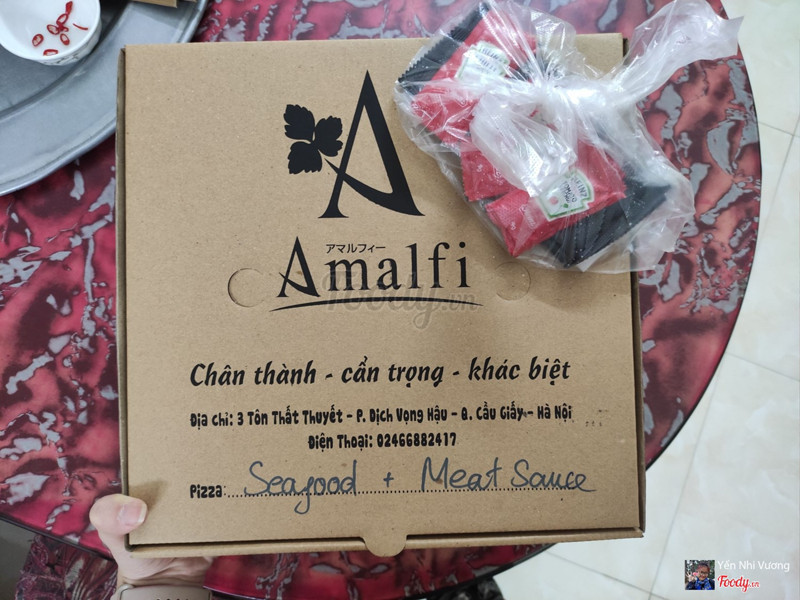 A
アマルフィー
Amalfi
Foody.vn
Chân thành - cẩn trọng - khác biệt
Địa chỉ: 3 Tôn Thất Thuyết - P. Dịch Vọng Hậu - Q. Cầu Giấy - Hà Nội
Điện Thoại: 02466882417
Pizza: Seafood + Meat Sauce
Yến Nhi Vương
Foody.vn